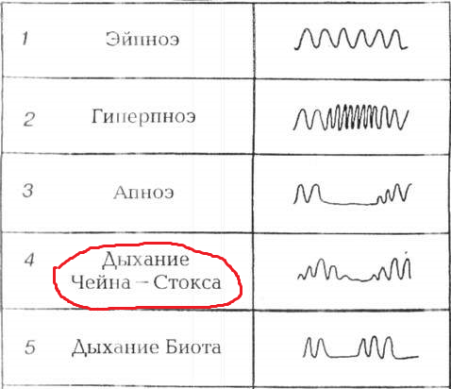 1 Эйпноэ
2 Гиперпноэ
3 Апноэ
4 Дыхание
Чейна – Стокса
5 Дыхание Биота